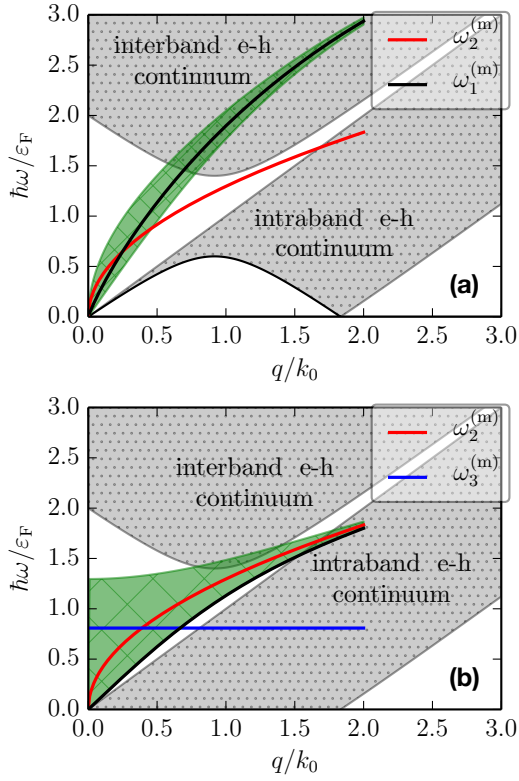 3.0
2.5
2.0
1.5
1.0
0.5
0.0
ħω/ε_F
interband e-h
continuum
ω₂^(m)
ω₁^(m)
intraband e-h
continuum
(a)
0.0 0.5 1.0 1.5 2.0 2.5 3.0
q/k₀
3.0
2.5
2.0
1.5
1.0
0.5
0.0
ħω/ε_F
interband e-h
continuum
ω₂^(m)
ω₃^(m)
intraband e-h
continuum
(b)
0.0 0.5 1.0 1.5 2.0 2.5 3.0
q/k₀